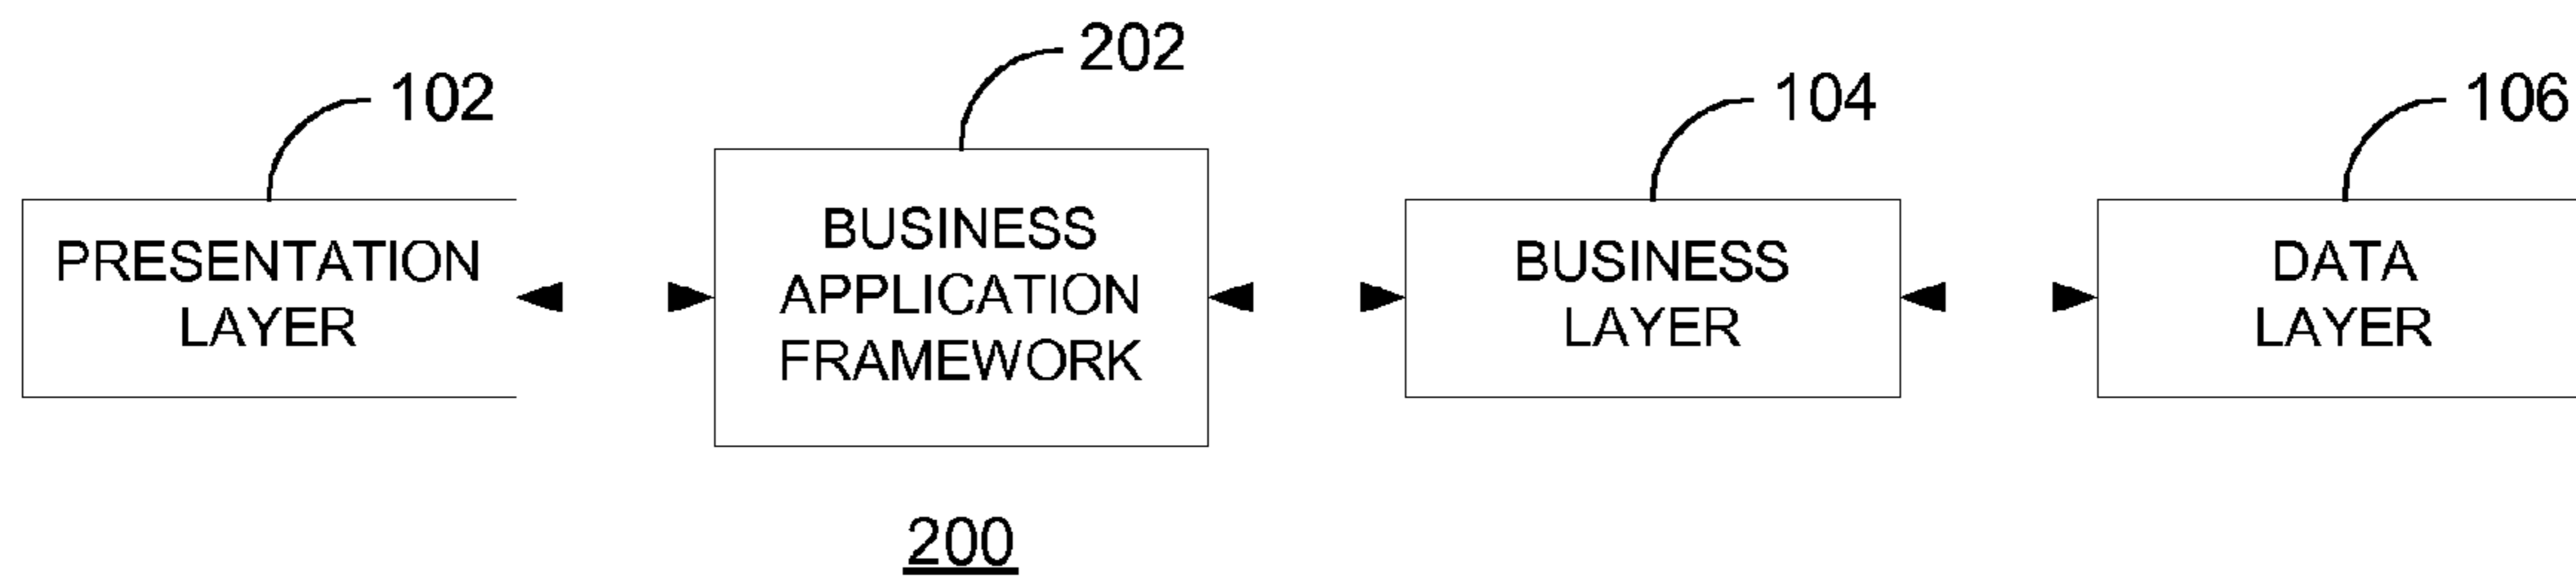 102
202
104
106
PRESENTATION
LAYER
BUSINESS
APPLICATION
FRAMEWORK
BUSINESS
LAYER
DATA
LAYER
200